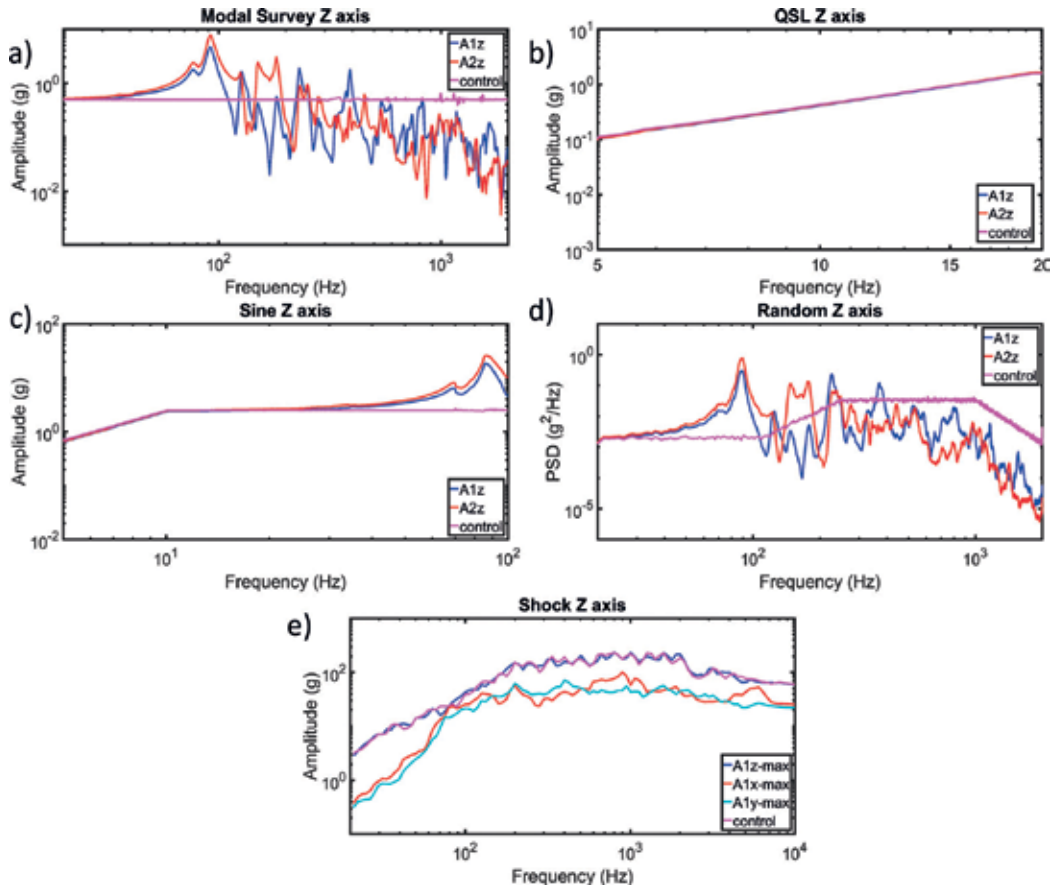 a)
Modal Survey Z axis
A1z
A2z
control
10^0
10^-2
Amplitude (g)
10^2
10^3
Frequency (Hz)
b)
QSL Z axis
10^1
10^0
10^-1
10^-3
Amplitude (g)
A1z
A2z
control
5
10
15
20
Frequency (Hz)
c)
Sine Z axis
10^2
10^0
10^-2
Amplitude (g)
A1z
A2z
control
10^1
10^2
Frequency (Hz)
d)
Random Z axis
A1z
A2z
control
10^0
10^-5
PSD (g^2/Hz)
10^2
10^3
Frequency (Hz)
e)
Shock Z axis
10^2
10^0
Amplitude (g)
A1z-max
A1x-max
A1y-max
control
10^2
10^3
10^4
Frequency (Hz)